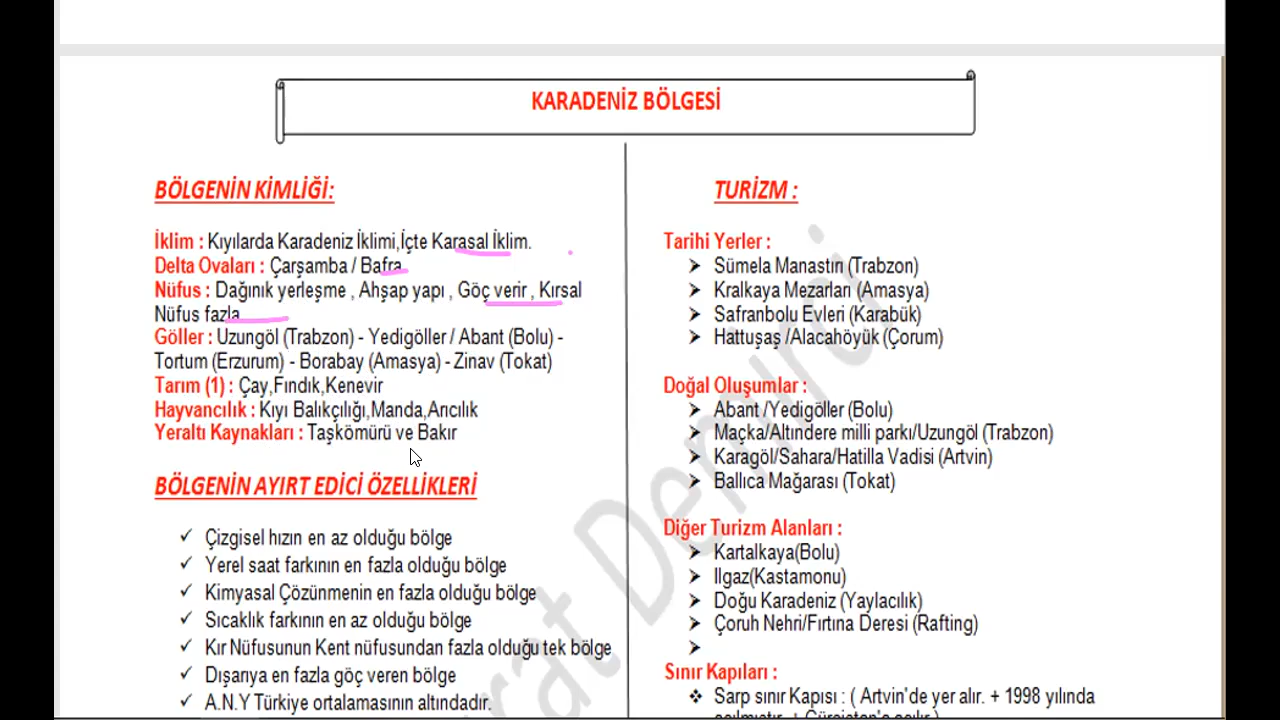 KARADENİZ BÖLGESİ
BÖLGENİN KİMLİĞİ:
İklim : Kıyılarda Karadeniz İklimi,İçte Karasal İklim.
Delta Ovaları : Çarşamba / Bafra
Nüfus : Dağınık yerleşme , Ahşap yapı , Göç verir , Kırsal
Nüfus fazla
Göller : Uzungöl (Trabzon) - Yedigöller / Abant (Bolu) -
Tortum (Erzurum) - Borabay (Amasya) - Zinav (Tokat)
Tarım (1) : Çay,Fındık,Kenevir
Hayvancılık : Kıyı Balıkçılığı,Manda,Arıcılık
Yeraltı Kaynakları : Taşkömürü ve Bakır
BÖLGENİN AYIRT EDİCİ ÖZELLİKLERİ
✓ Çizgisel hızın en az olduğu bölge
✓ Yerel saat farkının en fazla olduğu bölge
✓ Kimyasal Çözünmenin en fazla olduğu bölge
✓ Sıcaklık farkının en az olduğu bölge
✓ Kır Nüfusunun Kent nüfusundan fazla olduğu tek bölge
✓ Dışarıya en fazla göç veren bölge
✓ A.N.Y Türkiye ortalamasının altındadır.
TURİZM :
Tarihi Yerler :
➤ Sümela Manastırı (Trabzon)
➤ Kralkaya Mezarları (Amasya)
➤ Safranbolu Evleri (Karabük)
➤ Hattuşaş /Alacahöyük (Çorum)
Doğal Oluşumlar :
➤ Abant /Yedigöller (Bolu)
➤ Maçka/Altındere milli parkı/Uzungöl (Trabzon)
➤ Karagöl/Sahara/Hatilla Vadisi (Artvin)
➤ Ballıca Mağarası (Tokat)
Diğer Turizm Alanları :
➤ Kartalkaya(Bolu)
➤ Ilgaz(Kastamonu)
➤ Doğu Karadeniz (Yaylacılık)
➤ Çoruh Nehri/Fırtına Deresi (Rafting)
➤
Sınır Kapıları :
❖ Sarp sınır Kapısı : ( Artvin'de yer alır. + 1998 yılında
rat Demirci